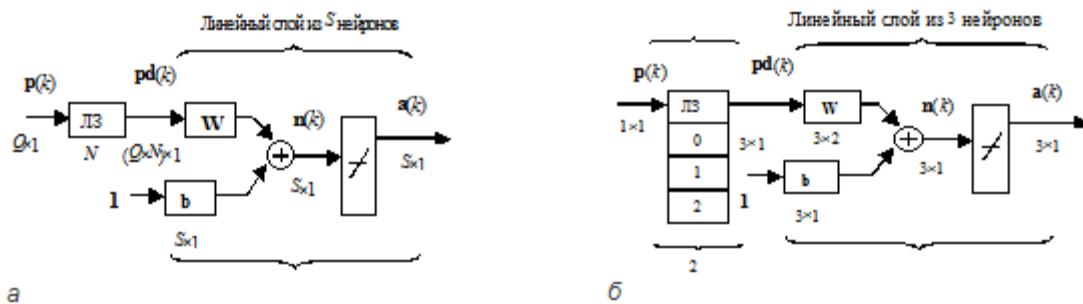 Линейный слой из S нейронов
p(k)
pd(k)
n(k)
a(k)
ЛЗ
W
Q×1
N
(Q×N)×1
S×1
S×1
1
b
S×1
а
Линейный слой из 3 нейронов
p(k)
pd(k)
n(k)
a(k)
ЛЗ
W
1×1
0
3×1
3×2
3×1
3×1
1
b
1
2
3×1
2
б